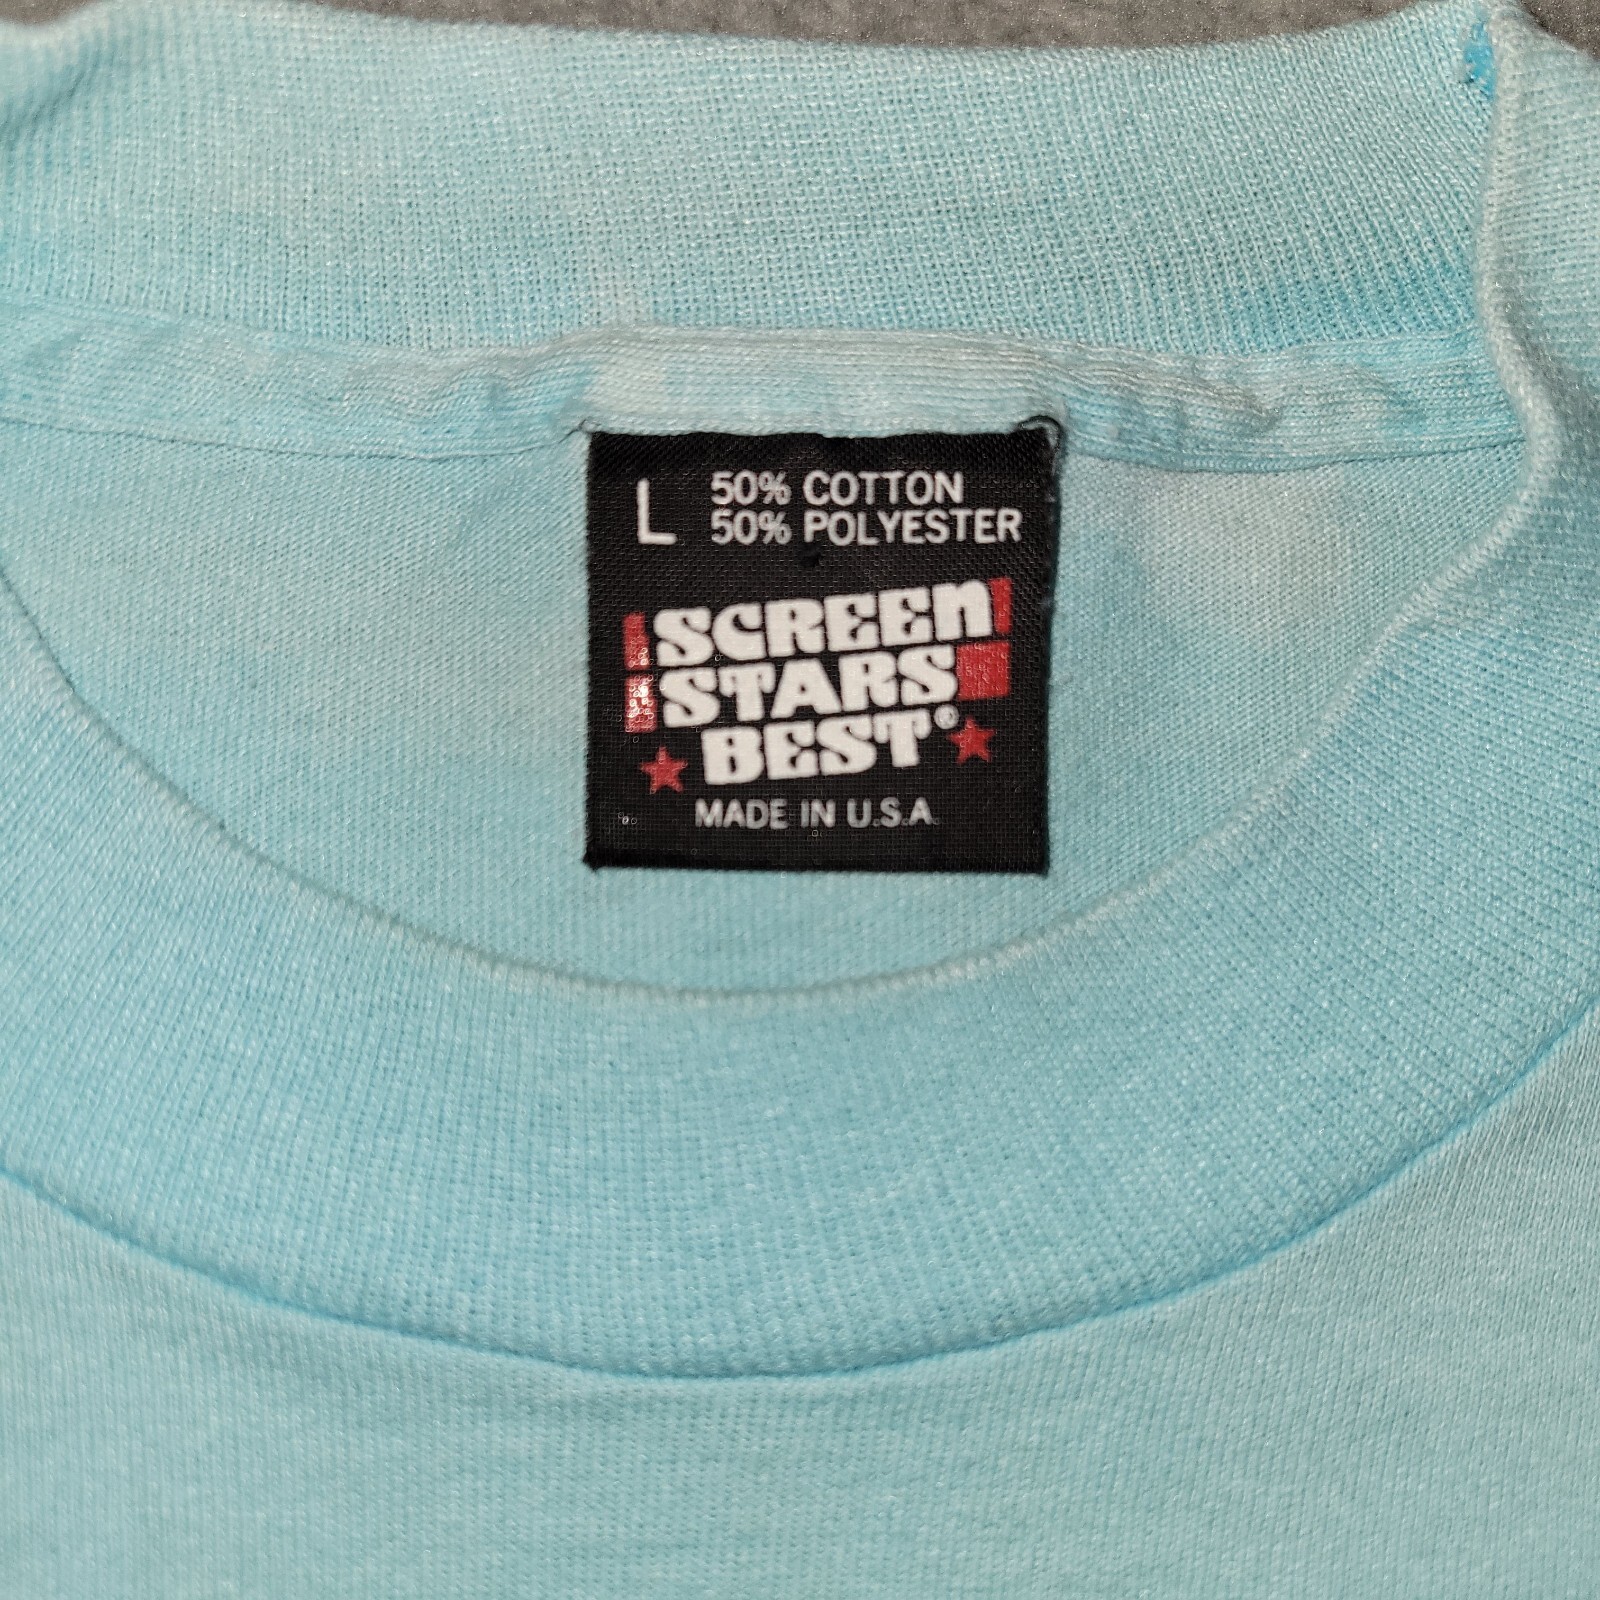 L 50% COTTON
50% POLYESTER
SCREEN
STARS
BEST®
MADE IN U.S.A.